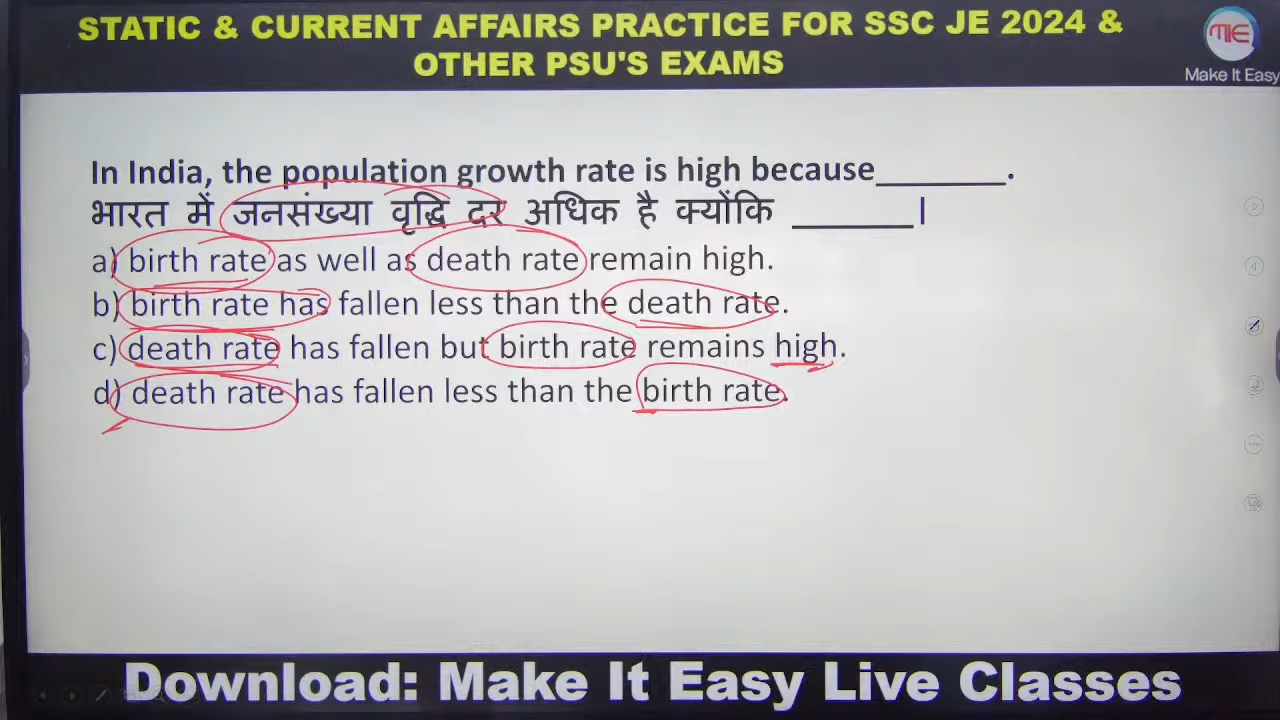 STATIC & CURRENT AFFAIRS PRACTICE FOR SSC JE 2024 &
OTHER PSU'S EXAMS
MIE
Make It Easy
In India, the population growth rate is high because_______.
भारत में जनसंख्या वृद्धि दर अधिक है क्योंकि _______।
a) birth rate as well as death rate remain high.
b) birth rate has fallen less than the death rate.
c) death rate has fallen but birth rate remains high.
d) death rate has fallen less than the birth rate.
Download: Make It Easy Live Classes